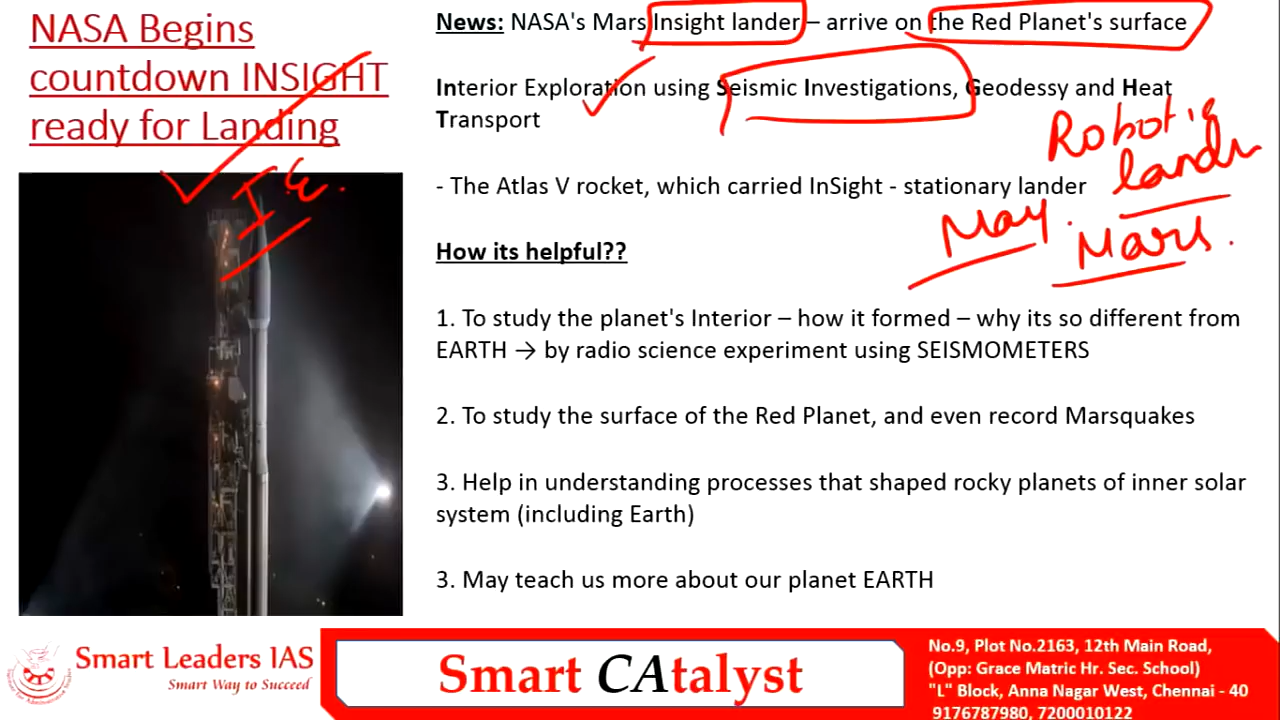 NASA Begins
countdown INSIGHT
ready for Landing
I E.
News: NASA's Mars Insight lander – arrive on the Red Planet's surface
Interior Exploration using Seismic Investigations, Geodessy and Heat
Transport
Robotic
lander
- The Atlas V rocket, which carried InSight - stationary lander
May.
Mars.
How its helpful??
1. To study the planet's Interior – how it formed – why its so different from
EARTH → by radio science experiment using SEISMOMETERS
2. To study the surface of the Red Planet, and even record Marsquakes
3. Help in understanding processes that shaped rocky planets of inner solar
system (including Earth)
3. May teach us more about our planet EARTH
Smart Leaders IAS
Smart Way to Succeed
Smart CAtalyst
No.9, Plot No.2163, 12th Main Road,
(Opp: Grace Matric Hr. Sec. School)
"L" Block, Anna Nagar West, Chennai - 40
9176787980, 7200010122